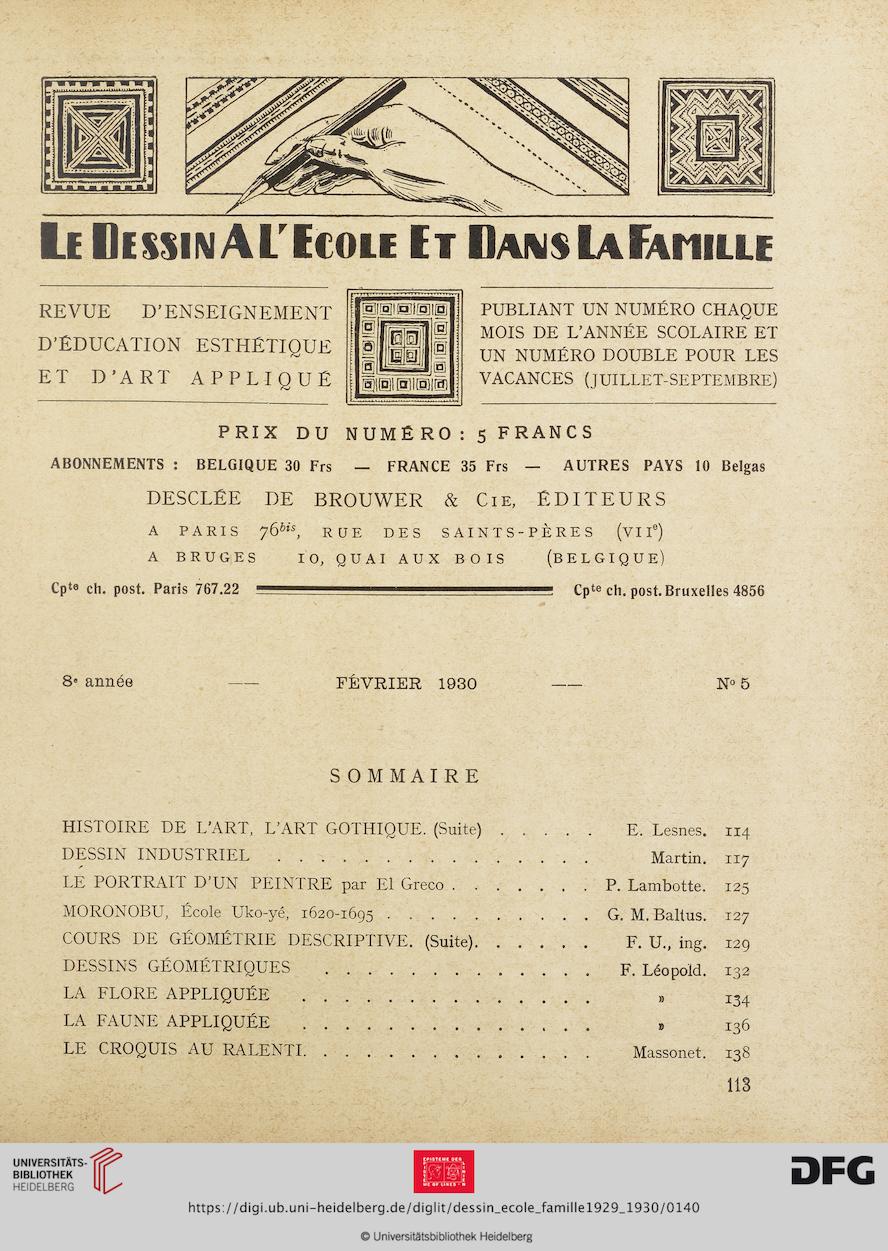 LE DESSIN A L'ECOLE ET DANS LA FAMILLE
REVUE D'ENSEIGNEMENT
D'ÉDUCATION ESTHÉTIQUE
ET D'ART APPLIQUÉ
PUBLIANT UN NUMÉRO CHAQUE
MOIS DE L'ANNÉE SCOLAIRE ET
UN NUMÉRO DOUBLE POUR LES
VACANCES (JUILLET-SEPTEMBRE)
PRIX DU NUMÉRO : 5 FRANCS
ABONNEMENTS : BELGIQUE 30 Frs — FRANCE 35 Frs — AUTRES PAYS 10 Belgas
DESCLÉE DE BROUWER & CIE, ÉDITEURS
A PARIS 76bis, RUE DES SAINTS-PÈRES (VIIe)
A BRUGES 10, QUAI AUX BOIS (BELGIQUE)
Cpte ch. post. Paris 767.22 Cpte ch. post. Bruxelles 4856
8e année —— FÉVRIER 1930 —— No 5
SOMMAIRE
HISTOIRE DE L'ART, L'ART GOTHIQUE. (Suite) . . . . . E. Lesnes. 114
DESSIN INDUSTRIEL . . . . . . . . . . . . . . Martin. 117
LE PORTRAIT D'UN PEINTRE par El Greco . . . . . . . P. Lambotte. 125
MORONOBU, École Uko-yé, 1620-1695 . . . . . . . . . . G. M. Baltus. 127
COURS DE GÉOMÉTRIE DESCRIPTIVE. (Suite). . . . . . F. U., ing. 129
DESSINS GÉOMÉTRIQUES . . . . . . . . . . . . . F. Léopold. 132
LA FLORE APPLIQUÉE . . . . . . . . . . . . . . » 134
LA FAUNE APPLIQUÉE . . . . . . . . . . . . . . » 136
LE CROQUIS AU RALENTI. . . . . . . . . . . . . . Massonet. 138
113
UNIVERSITÄTS-
BIBLIOTHEK
HEIDELBERG
DFG
https://digi.ub.uni-heidelberg.de/diglit/dessin_ecole_famille1929_1930/0140
© Universitätsbibliothek Heidelberg